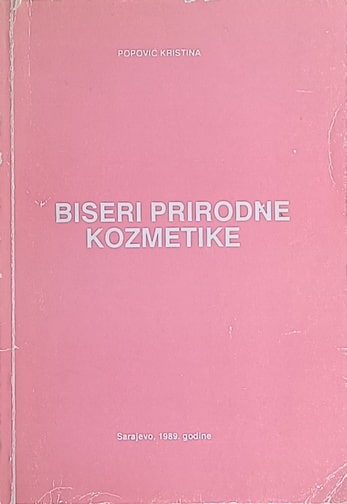 POPOVIĆ KRISTINA
BISERI PRIRODNE
KOZMETIKE
Sarajevo, 1989. godine